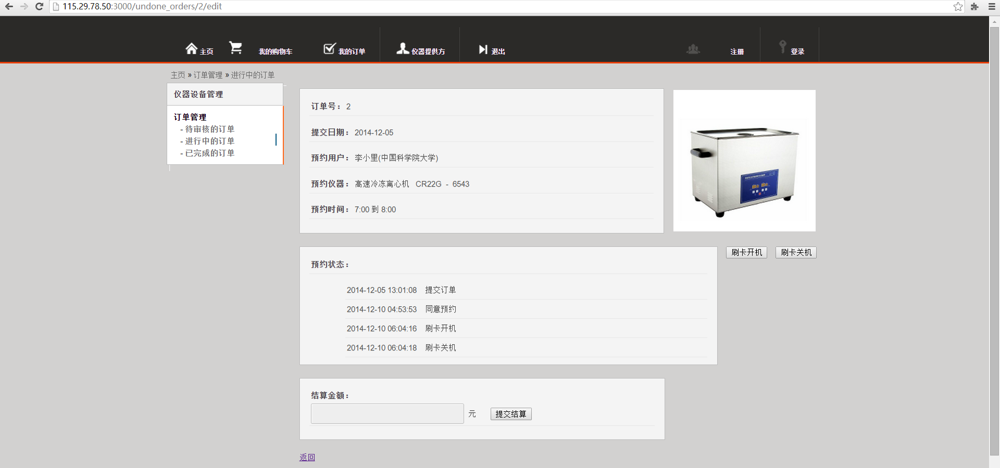 115.29.78.50:3000/undone_orders/2/edit
主页 我的购物车 我的订单 仪器提供方 退出 注册 登录
主页 » 订单管理 » 进行中的订单
仪器设备管理
订单管理
- 待审核的订单
- 进行中的订单
- 已完成的订单
订单号： 2
提交日期： 2014-12-05
预约用户： 李小里(中国科学院大学)
预约仪器： 高速冷冻离心机 CR22G - 6543
预约时间： 7:00 到 8:00
刷卡开机 刷卡关机
预约状态：
2014-12-05 13:01:08 提交订单
2014-12-10 04:53:53 同意预约
2014-12-10 06:04:16 刷卡开机
2014-12-10 06:04:18 刷卡关机
结算金额：
元 提交结算
返回